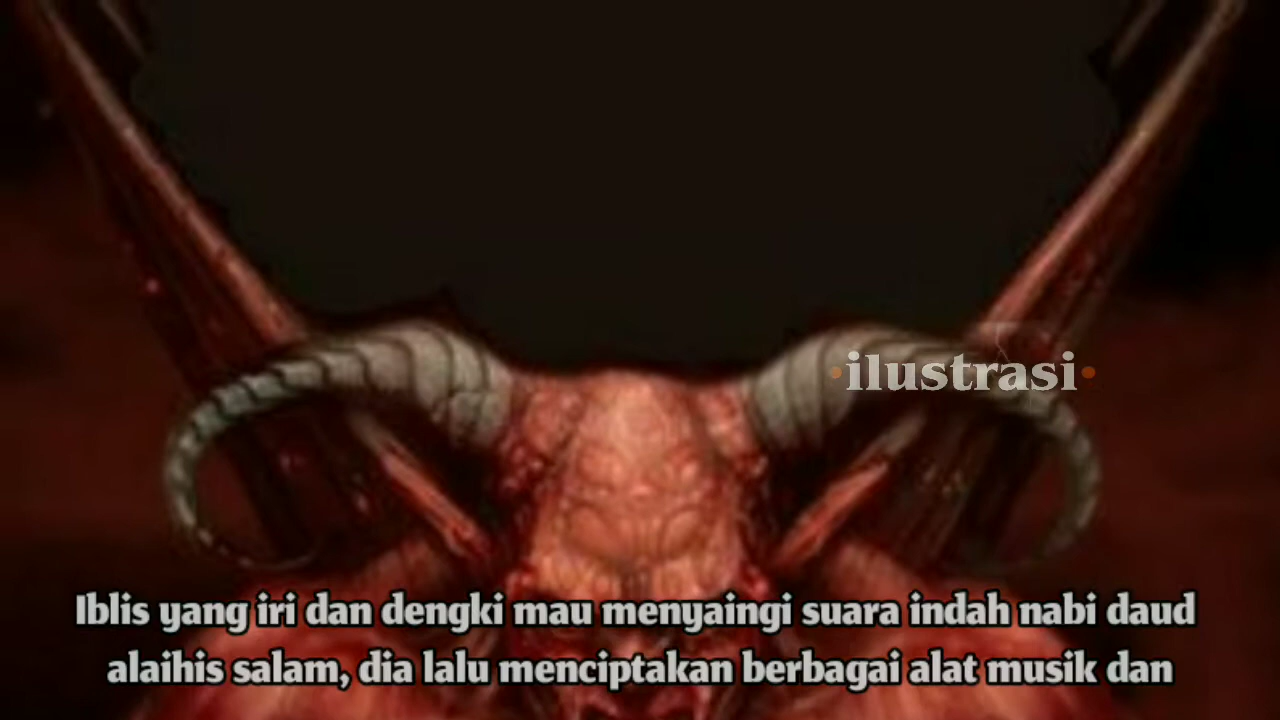 •ilustrasi•
Iblis yang iri dan dengki mau menyaingi suara indah nabi daud
alaihis salam, dia lalu menciptakan berbagai alat musik dan